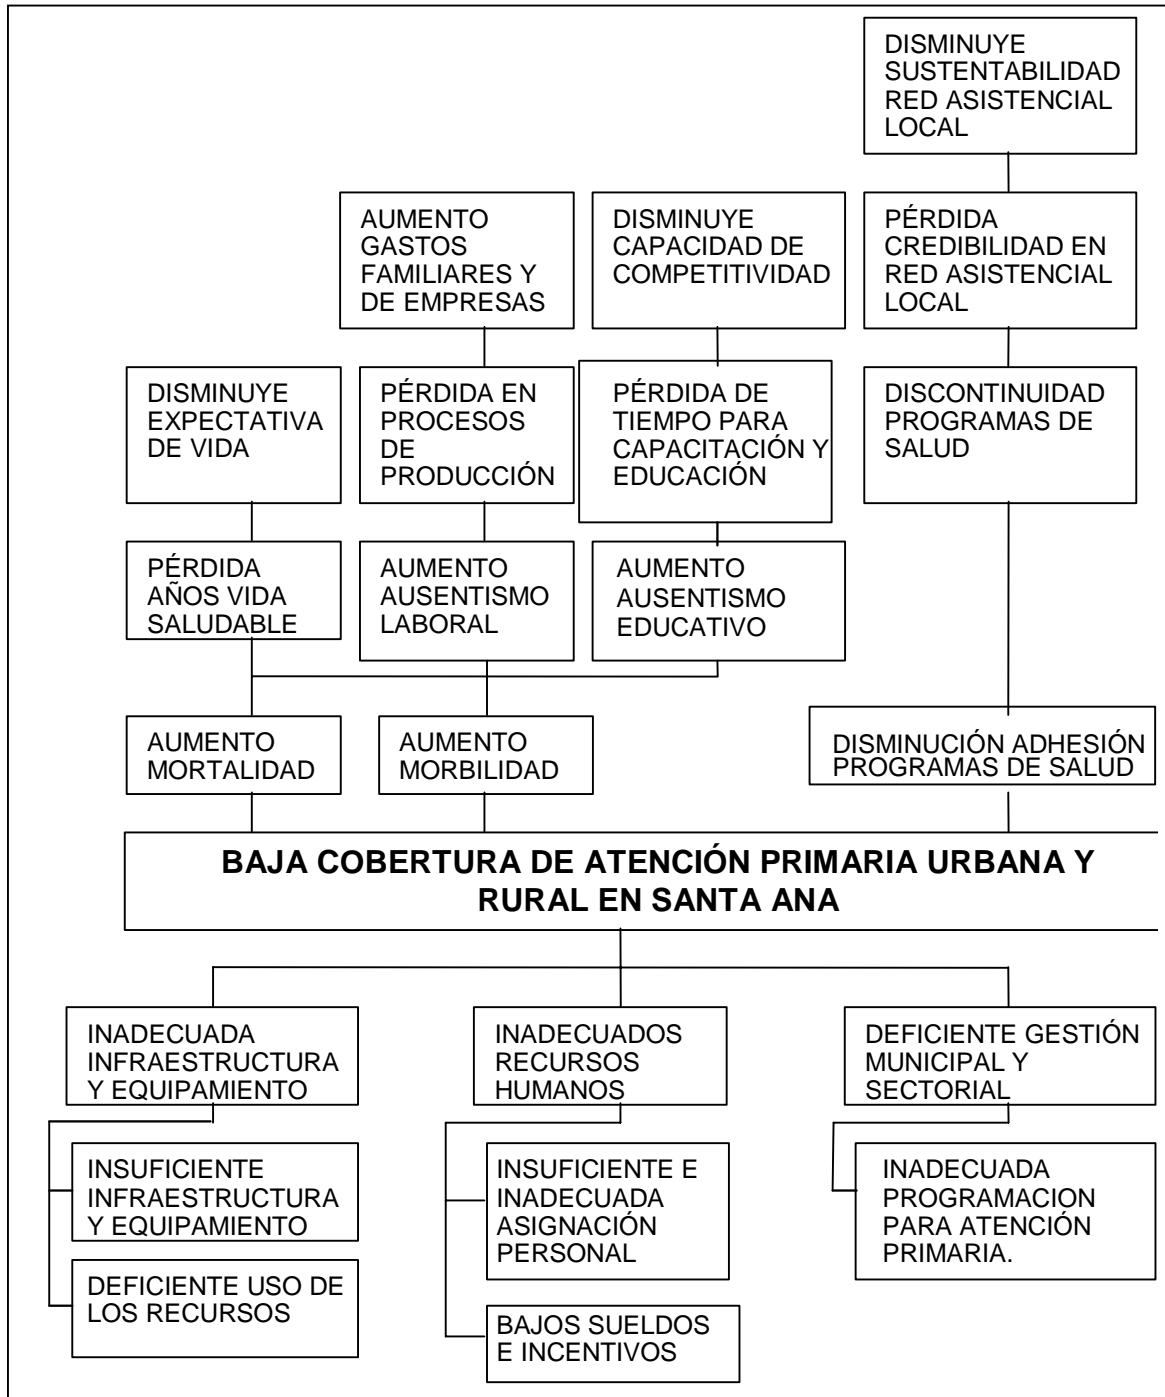 DISMINUYE
SUSTENTABILIDAD
RED ASISTENCIAL
LOCAL
AUMENTO
GASTOS
FAMILIARES Y
DE EMPRESAS
DISMINUYE
CAPACIDAD DE
COMPETITIVIDAD
PÉRDIDA
CREDIBILIDAD EN
RED ASISTENCIAL
LOCAL
DISMINUYE
EXPECTATIVA
DE VIDA
PÉRDIDA EN
PROCESOS
DE
PRODUCCIÓN
PÉRDIDA DE
TIEMPO PARA
CAPACITACIÓN Y
EDUCACIÓN
DISCONTINUIDAD
PROGRAMAS DE
SALUD
PÉRDIDA
AÑOS VIDA
SALUDABLE
AUMENTO
AUSENTISMO
LABORAL
AUMENTO
AUSENTISMO
EDUCATIVO
AUMENTO
MORTALIDAD
AUMENTO
MORBILIDAD
DISMINUCIÓN ADHESIÓN
PROGRAMAS DE SALUD
BAJA COBERTURA DE ATENCIÓN PRIMARIA URBANA Y
RURAL EN SANTA ANA
INADECUADA
INFRAESTRUCTURA
Y EQUIPAMIENTO
INADECUADOS
RECURSOS
HUMANOS
DEFICIENTE GESTIÓN
MUNICIPAL Y
SECTORIAL
INSUFICIENTE
INFRAESTRUCTURA
Y EQUIPAMIENTO
INSUFICIENTE E
INADECUADA
ASIGNACIÓN
PERSONAL
INADECUADA
PROGRAMACION
PARA ATENCIÓN
PRIMARIA.
DEFICIENTE USO DE
LOS RECURSOS
BAJOS SUELDOS
E INCENTIVOS